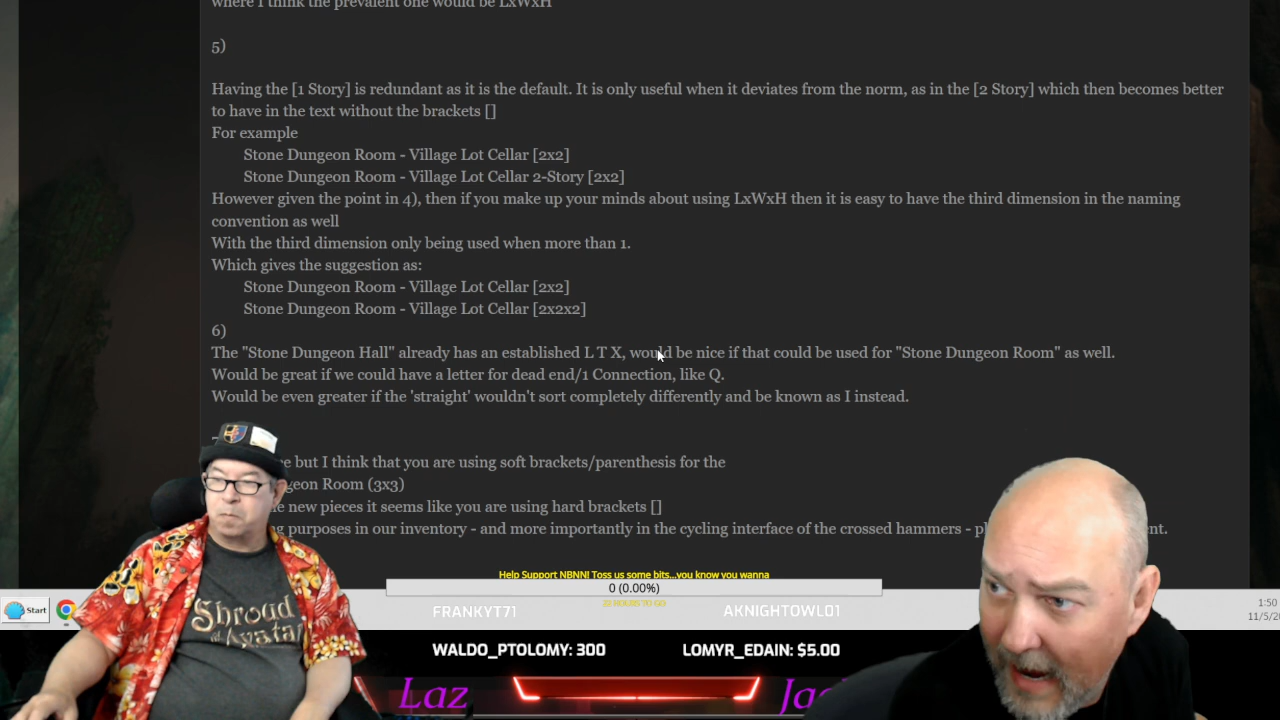 where I think the prevalent one would be LxWxH
5)
Having the [1 Story] is redundant as it is the default. It is only useful when it deviates from the norm, as in the [2 Story] which then becomes better
to have in the text without the brackets []
For example
Stone Dungeon Room - Village Lot Cellar [2x2]
Stone Dungeon Room - Village Lot Cellar 2-Story [2x2]
However given the point in 4), then if you make up your minds about using LxWxH then it is easy to have the third dimension in the naming
convention as well
With the third dimension only being used when more than 1.
Which gives the suggestion as:
Stone Dungeon Room - Village Lot Cellar [2x2]
Stone Dungeon Room - Village Lot Cellar [2x2x2]
6)
The "Stone Dungeon Hall" already has an established L T X, would be nice if that could be used for "Stone Dungeon Room" as well.
Would be great if we could have a letter for dead end/1 Connection, like Q.
Would be even greater if the 'straight' wouldn't sort completely differently and be known as I instead.
but I think that you are using soft brackets/parenthesis for the
geon Room (3x3)
new pieces it seems like you are using hard brackets []
purposes in our inventory - and more importantly in the cycling interface of the crossed hammers -
Help Support NBNN! Toss us some bits...you know you wanna
0 (0.00%)
Start
FRANKYT71
AKNIGHTOWL01
1:50
11/5/20
WALDO_PTOLOMY: 300
LOMYR_EDAIN: $5.00
Laz
Shroud
of the
Avatar